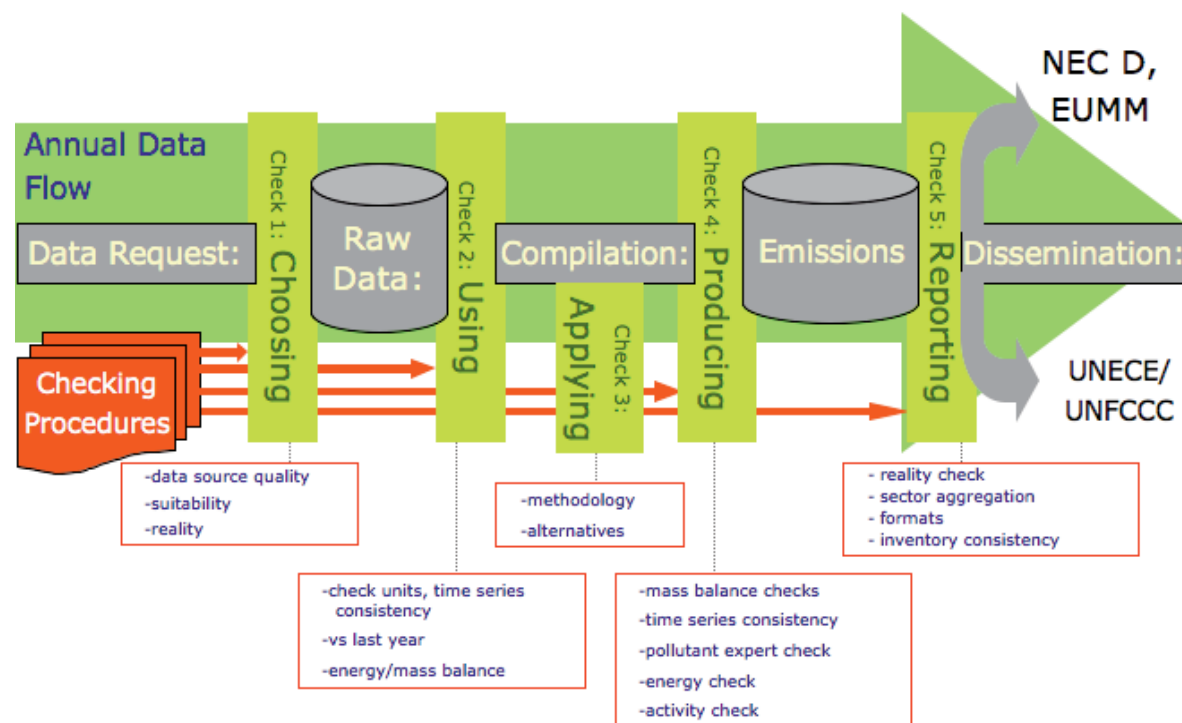 NEC D,
EUMM
Annual Data
Flow
Data Request:
Check 1: Choosing
Raw
Data:
Check 2: Using
Compilation:
Applying
Check 3:
Check 4: Producing
Emissions
Check 5: Reporting
Dissemination:
Checking
Procedures
UNECE/
UNFCCC
-data source quality
-suitability
-reality
-methodology
-alternatives
- reality check
- sector aggregation
- formats
- inventory consistency
-check units, time series
consistency
-vs last year
-energy/mass balance
-mass balance checks
-time series consistency
-pollutant expert check
-energy check
-activity check